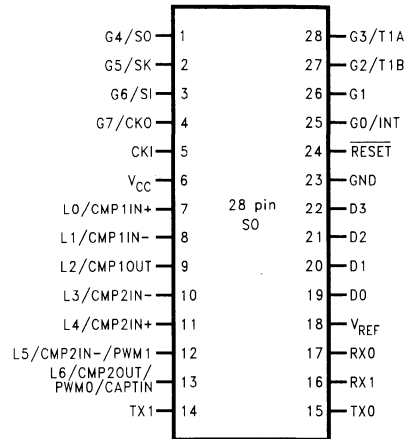 G4/SO 1 28 G3/T1A
G5/SK 2 27 G2/T1B
G6/SI 3 26 G1
G7/CKO 4 25 G0/INT
CKI 5 24 RESET
VCC 6 23 GND
28 pin
SO
L0/CMP1IN+ 7 22 D3
L1/CMP1IN- 8 21 D2
L2/CMP1OUT 9 20 D1
L3/CMP2IN- 10 19 D0
L4/CMP2IN+ 11 18 VREF
L5/CMP2IN-/PWM1 12 17 RX0
L6/CMP2OUT/
PWM0/CAPTIN 13 16 RX1
TX1 14 15 TX0